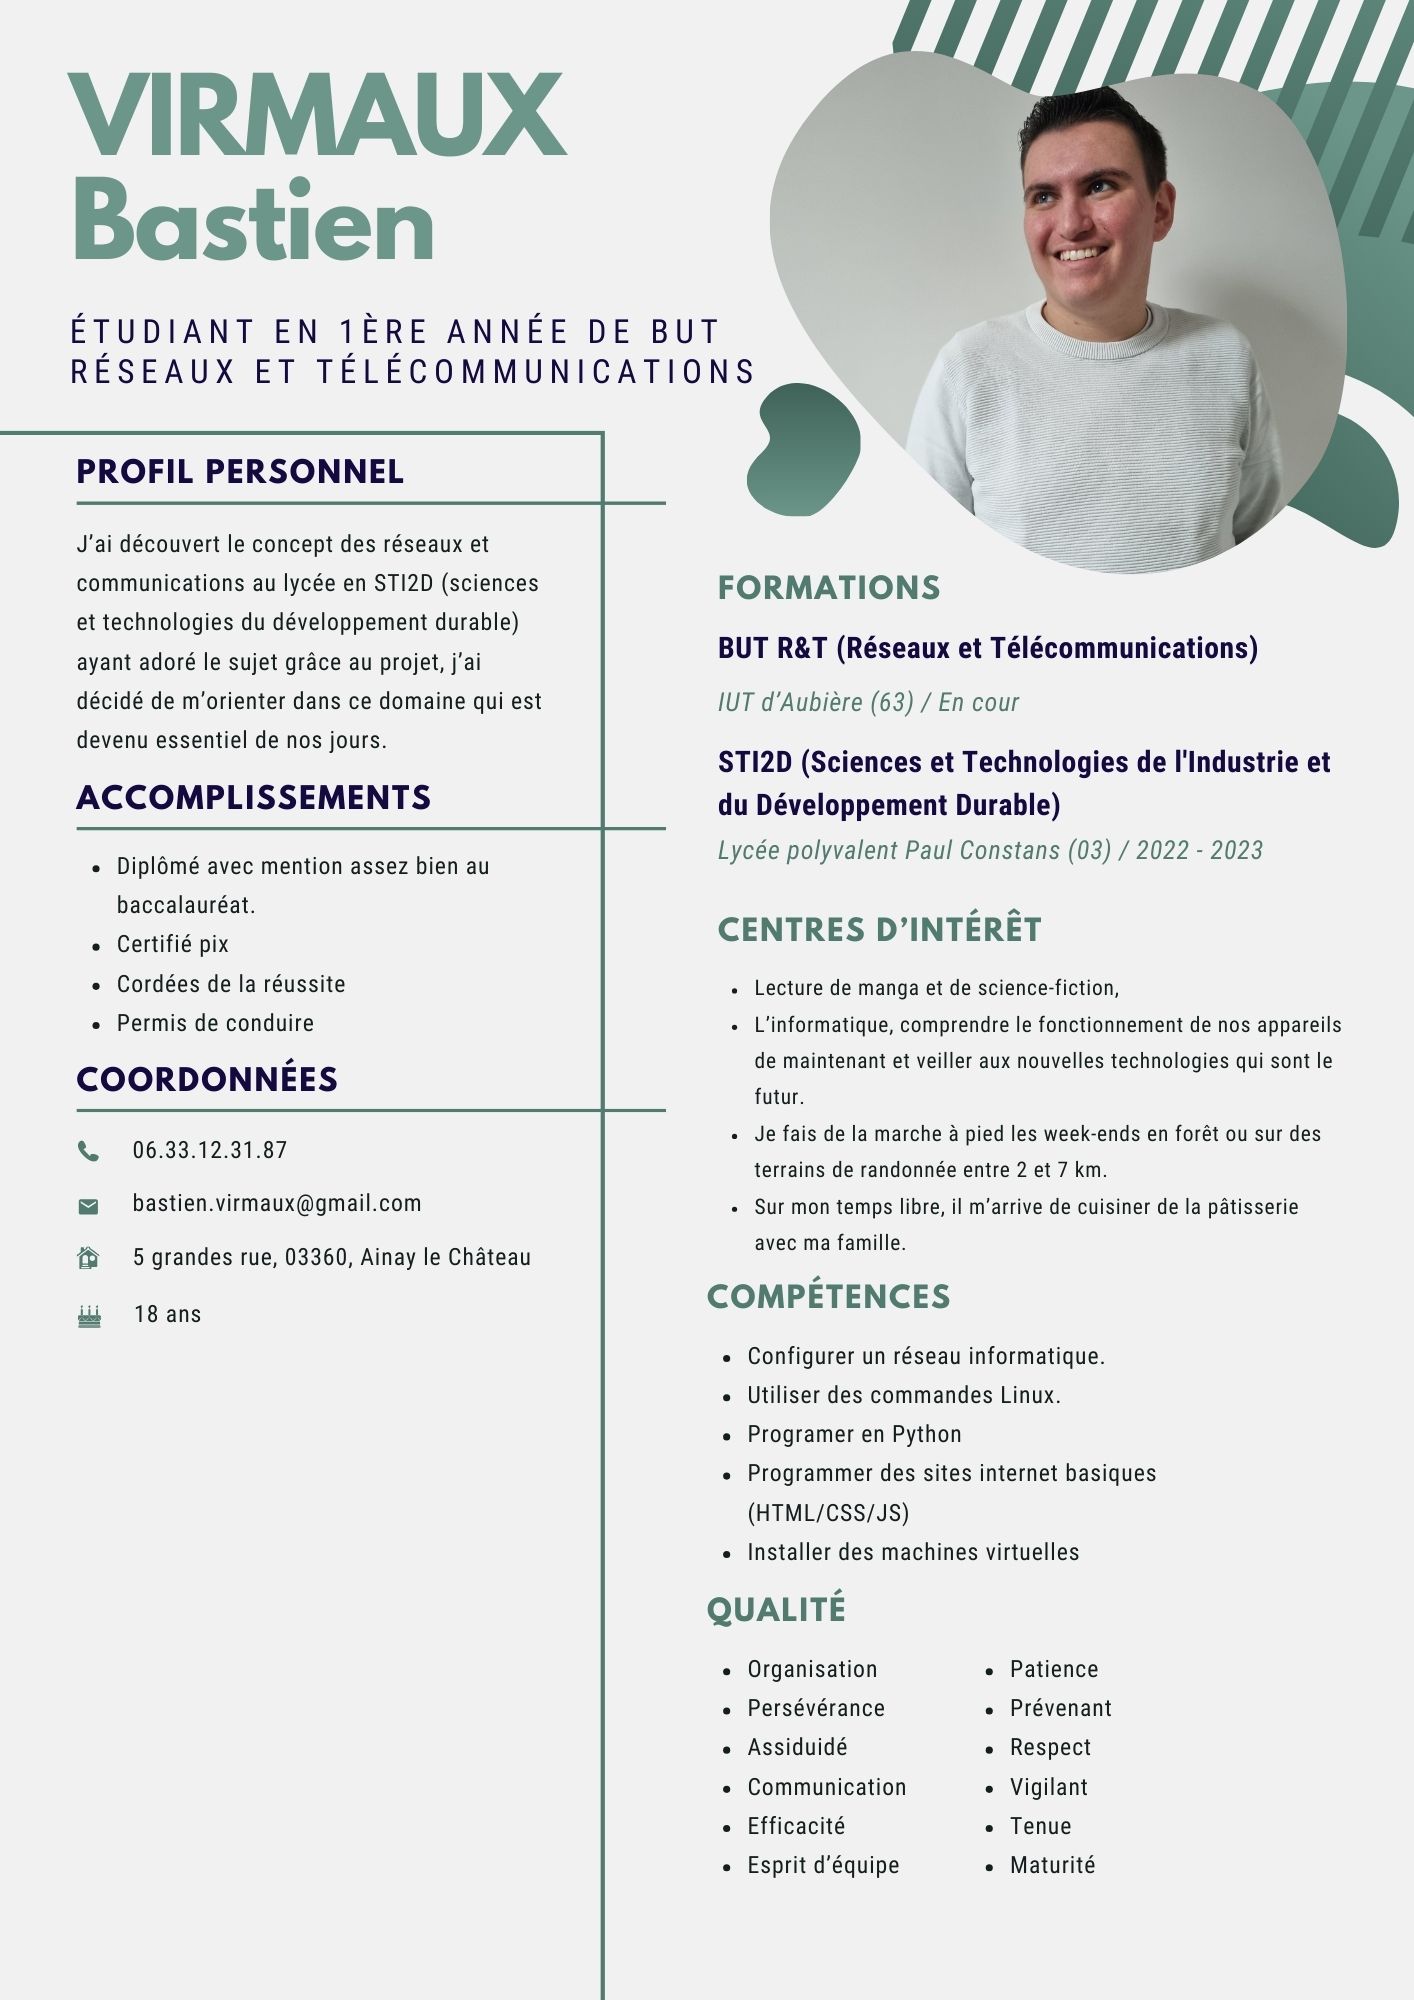 VIRMAUX
Bastien
ÉTUDIANT EN 1ÈRE ANNÉE DE BUT
RÉSEAUX ET TÉLÉCOMMUNICATIONS
PROFIL PERSONNEL
J’ai découvert le concept des réseaux et
communications au lycée en STI2D (sciences
et technologies du développement durable)
ayant adoré le sujet grâce au projet, j’ai
décidé de m’orienter dans ce domaine qui est
devenu essentiel de nos jours.
ACCOMPLISSEMENTS
• Diplômé avec mention assez bien au
baccalauréat.
• Certifié pix
• Cordées de la réussite
• Permis de conduire
COORDONNÉES
06.33.12.31.87
bastien.virmaux@gmail.com
5 grandes rue, 03360, Ainay le Château
18 ans
FORMATIONS
BUT R&T (Réseaux et Télécommunications)
IUT d’Aubière (63) / En cour
STI2D (Sciences et Technologies de l'Industrie et
du Développement Durable)
Lycée polyvalent Paul Constans (03) / 2022 - 2023
CENTRES D’INTÉRÊT
• Lecture de manga et de science-fiction,
• L’informatique, comprendre le fonctionnement de nos appareils
de maintenant et veiller aux nouvelles technologies qui sont le
futur.
• Je fais de la marche à pied les week-ends en forêt ou sur des
terrains de randonnée entre 2 et 7 km.
• Sur mon temps libre, il m’arrive de cuisiner de la pâtisserie
avec ma famille.
COMPÉTENCES
• Configurer un réseau informatique.
• Utiliser des commandes Linux.
• Programer en Python
• Programmer des sites internet basiques
(HTML/CSS/JS)
• Installer des machines virtuelles
QUALITÉ
• Organisation
• Persévérance
• Assiduidé
• Communication
• Efficacité
• Esprit d’équipe
• Patience
• Prévenant
• Respect
• Vigilant
• Tenue
• Maturité